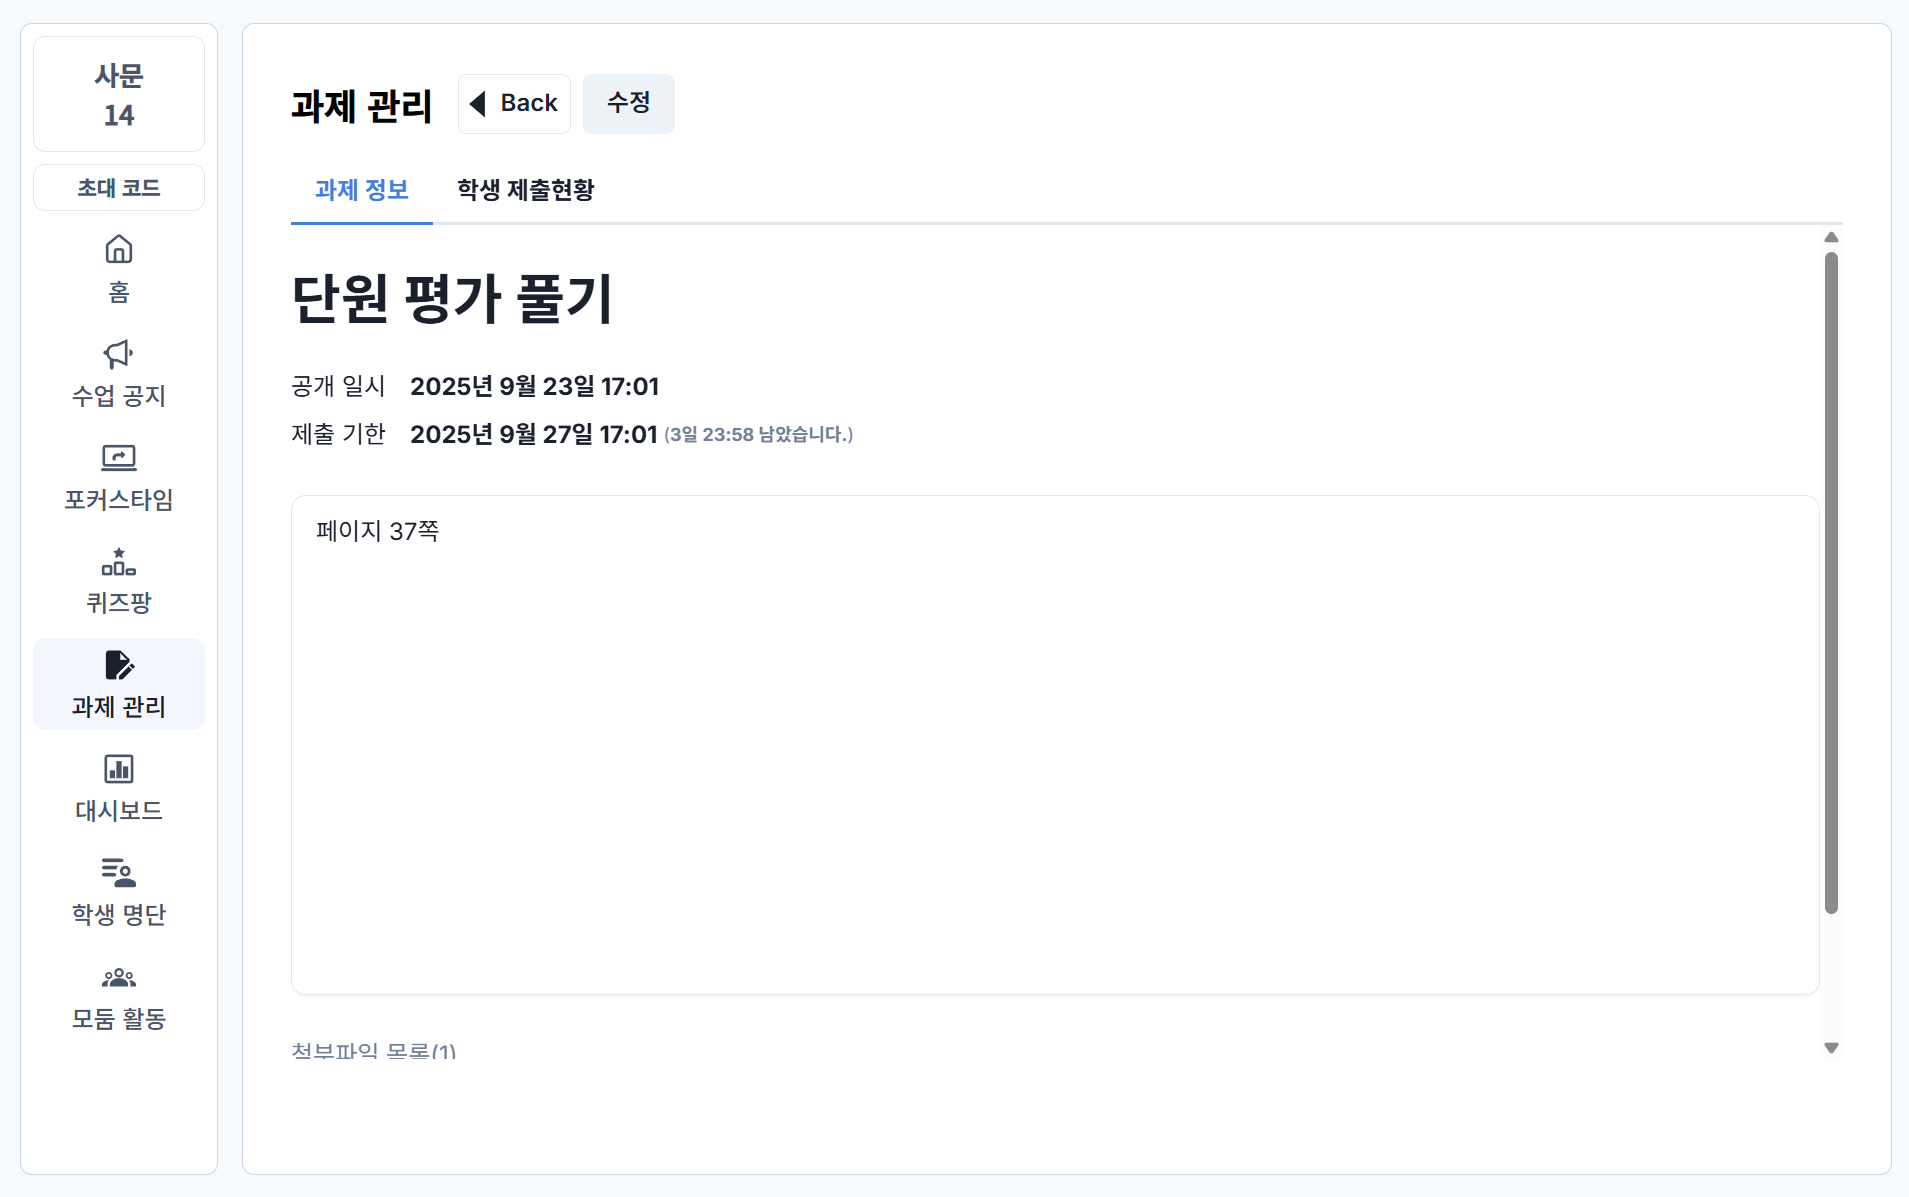 사문
14
초대 코드
홈
수업 공지
포커스타임
퀴즈팡
과제 관리
대시보드
학생 명단
모둠 활동
과제 관리
Back
수정
과제 정보
학생 제출현황
단원 평가 풀기
공개 일시 2025년 9월 23일 17:01
제출 기한 2025년 9월 27일 17:01 (3일 23:58 남았습니다.)
페이지 37쪽
첨부파일 목록(1)